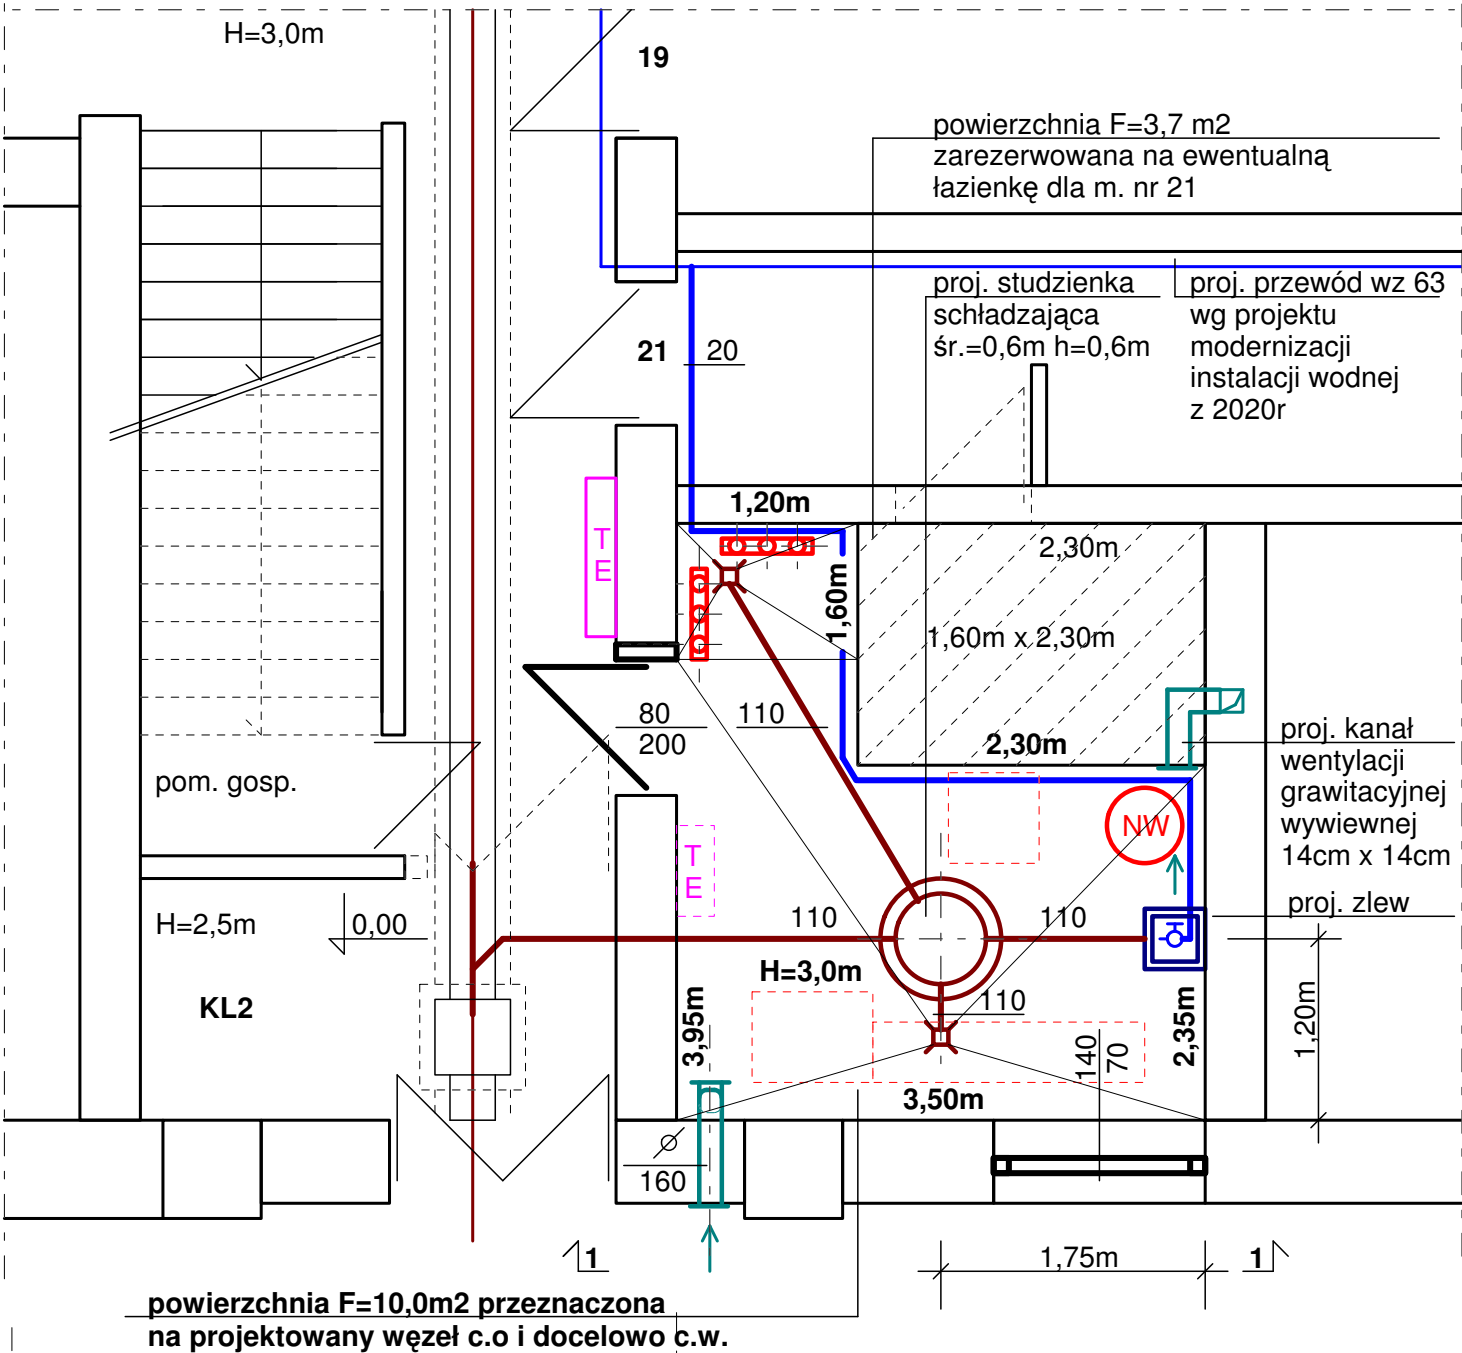 H=3,0m
19
powierzchnia F=3,7 m2
zarezerwowana na ewentualną
łazienkę dla m. nr 21
proj. studzienka
schładzająca
śr.=0,6m h=0,6m
proj. przewód wz 63
wg projektu
modernizacji
instalacji wodnej
z 2020r
21
20
1,20m
T
E
2,30m
1,60m
1,60m x 2,30m
80
200
110
2,30m
proj. kanał
wentylacji
grawitacyjnej
wywiewnej
14cm x 14cm
pom. gosp.
NW
T
E
proj. zlew
H=2,5m
0,00
110
110
H=3,0m
KL2
110
3,95m
140
70
2,35m
1,20m
3,50m
160
1
1,75m
1
powierzchnia F=10,0m2 przeznaczona
na projektowany węzeł c.o i docelowo c.w.